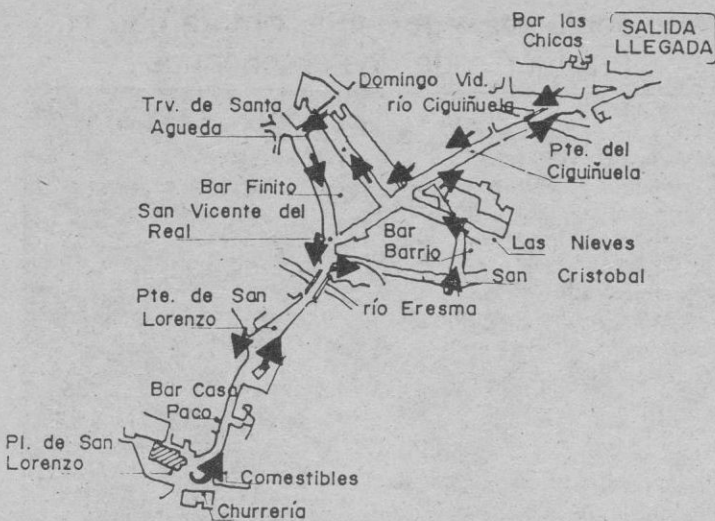 Bar las
Chicas
SALIDA
LLEGADA
Domingo Vid.
río Ciguiñuela
Trv. de Santa
Agueda
Pte. del
Ciguiñuela
Bar Finito
San Vicente del
Real
Bar
Barrio
Las Nieves
San Cristobal
Pte. de San
Lorenzo
río Eresma
Bar Casa
Paco
Pl. de San
Lorenzo
Comestibles
Churrería